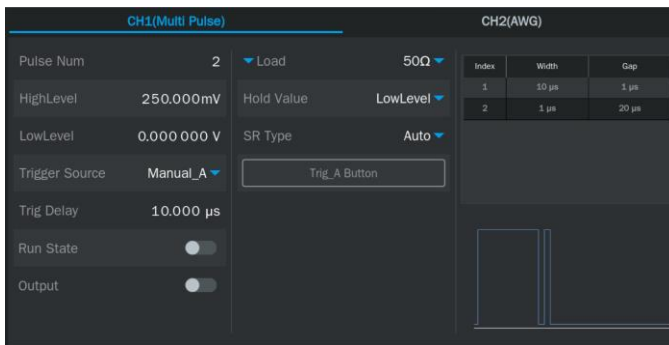 CH1(Multi Pulse) CH2(AWG)
Pulse Num 2
HighLevel 250.000mV
LowLevel 0.000 000 V
Trigger Source Manual_A
Trig Delay 10.000 µs
Run State
Output
Load 50Ω
Hold Value LowLevel
SR Type Auto
Trig_A Button
Index Width Gap
1 10 µs 1 µs
2 1 µs 20 µs